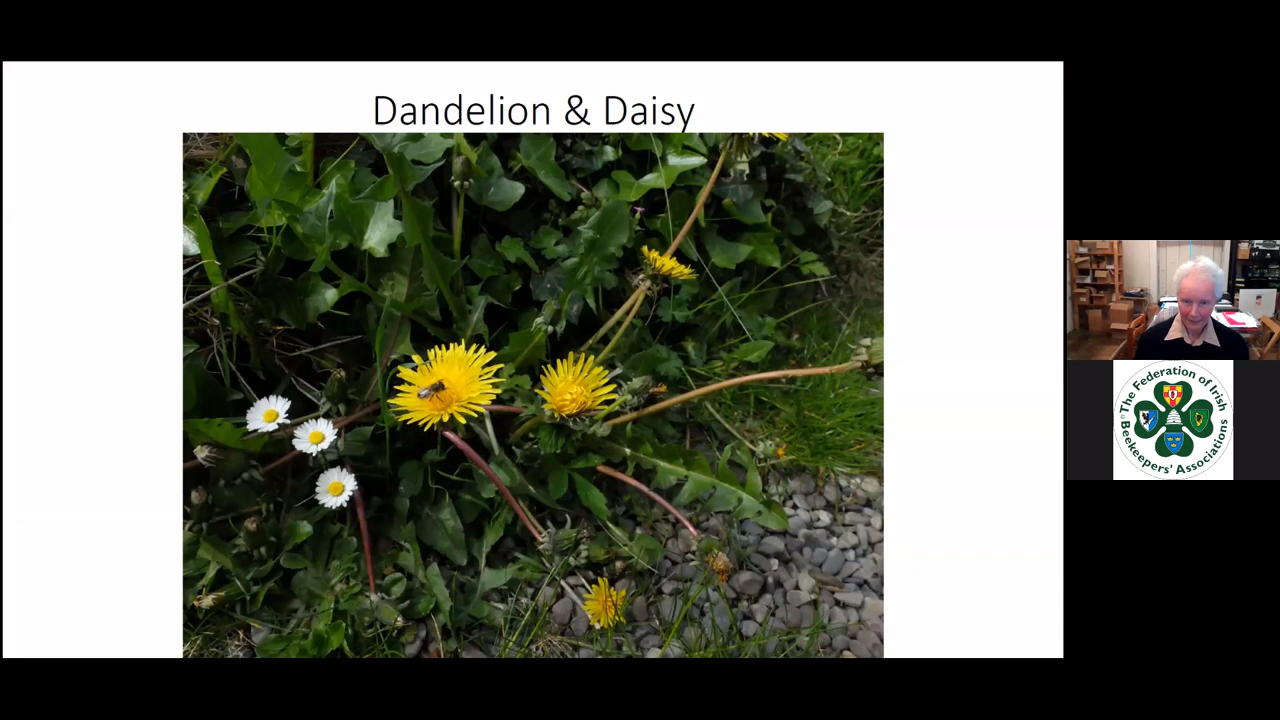 Dandelion & Daisy
The Federation of Irish
Beekeepers' Associations